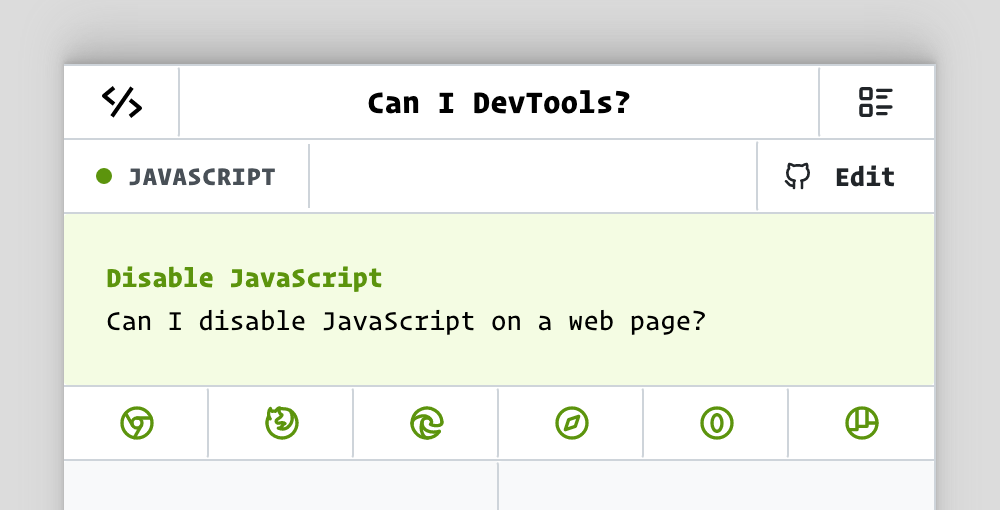 Can I DevTools?
JAVASCRIPT
Edit
Disable JavaScript
Can I disable JavaScript on a web page?